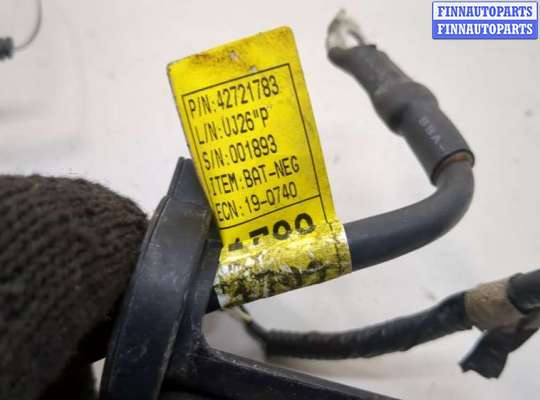 FINNAUTOPARTS
FINNAUTOPARTS
P/N:42721783
L/N:UJ26"P
S/N:001893
ITEM:BAT-NEG
ECN:19-0740